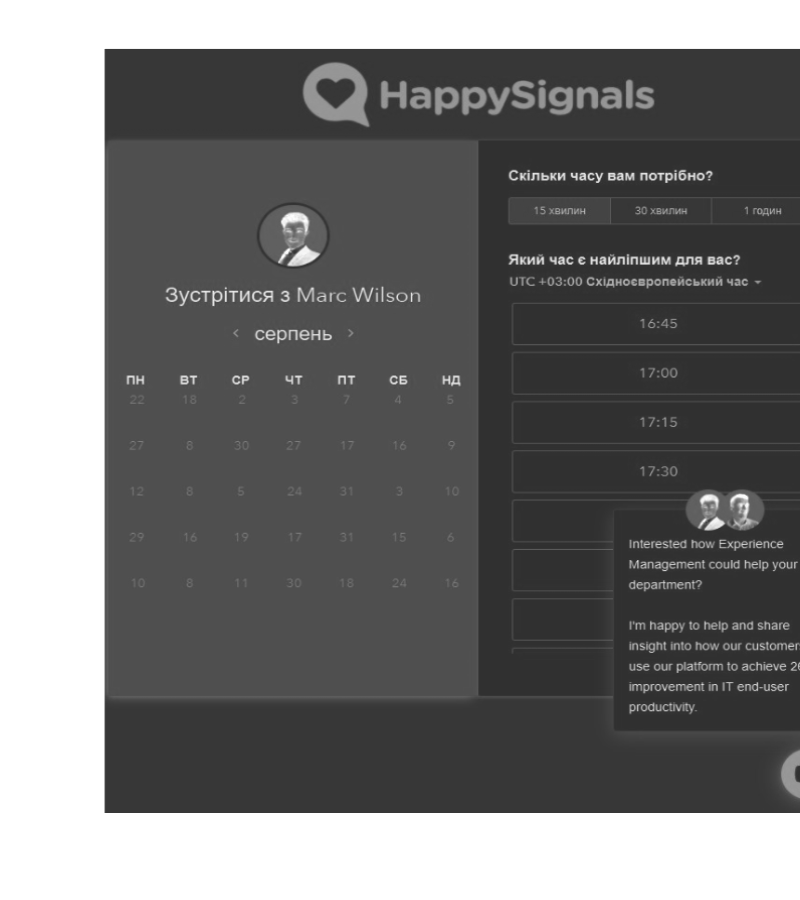 HappySignals
Зустрітися з Marc Wilson
серпень
ПН ВТ СР ЧТ ПТ СБ НД
22 18 2 3 7 4 5
27 8 30 27 17 16 9
12 8 5 24 31 3 10
29 16 19 17 31 15 6
10 8 11 30 18 24 16
Скільки часу вам потрібно?
15 хвилин 30 хвилин 1 годин
Який час є найліпшим для вас?
UTC +03:00 Східноєвропейський час
16:45
17:00
17:15
17:30
Interested how Experience
Management could help your
department?
I'm happy to help and share
insight into how our customers
use our platform to achieve 26
improvement in IT end-user
productivity.